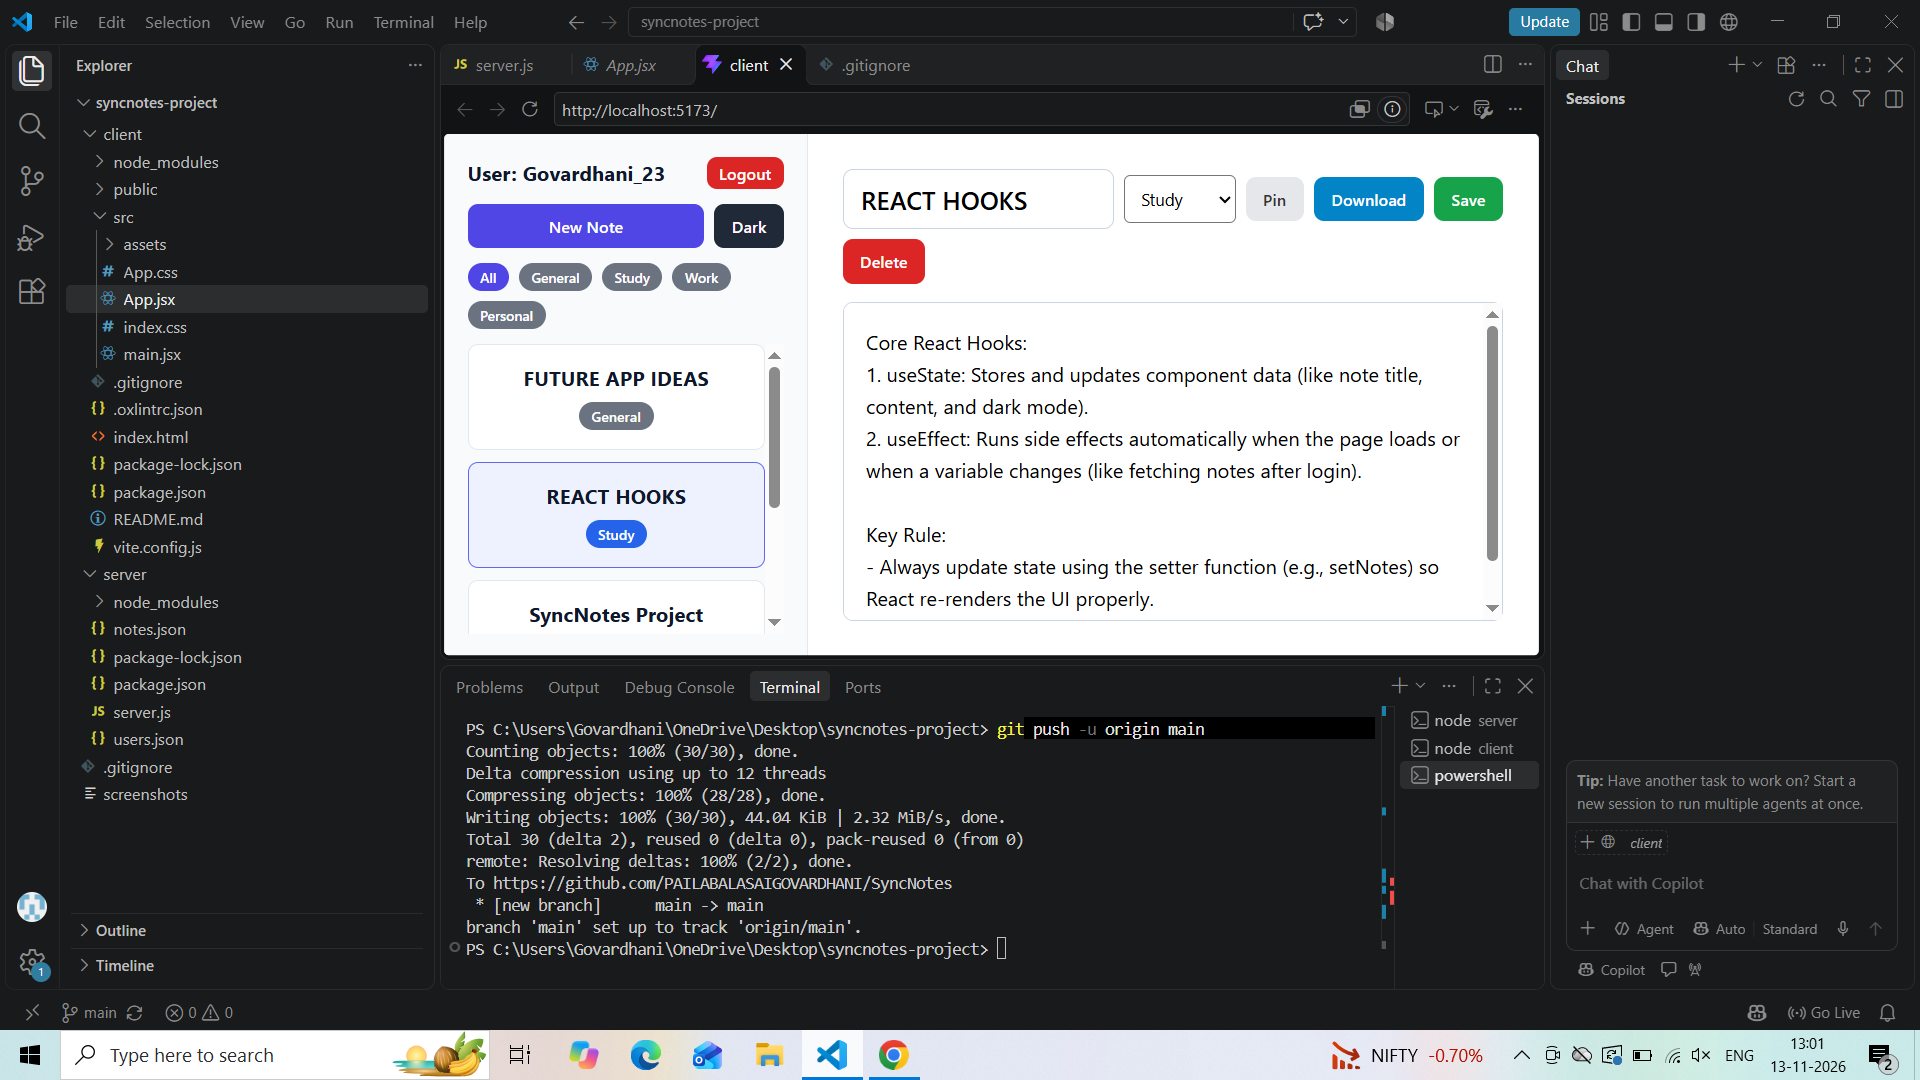 File Edit Selection View Go Run Terminal Help
syncnotes-project
Update
Explorer
syncnotes-project
client
node_modules
public
src
assets
# App.css
App.jsx
# index.css
main.jsx
.gitignore
{} .oxlintrc.json
<> index.html
{} package-lock.json
{} package.json
README.md
vite.config.js
server
node_modules
{} notes.json
{} package-lock.json
{} package.json
JS server.js
{} users.json
.gitignore
screenshots
Outline
Timeline
1
JS server.js
App.jsx
client
.gitignore
http://localhost:5173/
User: Govardhani_23
Logout
New Note
Dark
All General Study Work
Personal
FUTURE APP IDEAS
General
REACT HOOKS
Study
SyncNotes Project
REACT HOOKS
Study
Pin
Download
Save
Delete
Core React Hooks:
1. useState: Stores and updates component data (like note title,
content, and dark mode).
2. useEffect: Runs side effects automatically when the page loads or
when a variable changes (like fetching notes after login).
Key Rule:
- Always update state using the setter function (e.g., setNotes) so
React re-renders the UI properly.
Problems Output Debug Console Terminal Ports
PS C:\Users\Govardhani\OneDrive\Desktop\syncnotes-project> git push -u origin main
Counting objects: 100% (30/30), done.
Delta compression using up to 12 threads
Compressing objects: 100% (28/28), done.
Writing objects: 100% (30/30), 44.04 KiB | 2.32 MiB/s, done.
Total 30 (delta 2), reused 0 (delta 0), pack-reused 0 (from 0)
remote: Resolving deltas: 100% (2/2), done.
To https://github.com/PAILABALASAIGOVARDHANI/SyncNotes
* [new branch] main -> main
branch 'main' set up to track 'origin/main'.
PS C:\Users\Govardhani\OneDrive\Desktop\syncnotes-project>
node server
node client
powershell
Chat
Sessions
Tip: Have another task to work on? Start a
new session to run multiple agents at once.
client
Chat with Copilot
Agent Auto Standard
Copilot
main 0 0
Go Live
Type here to search
NIFTY -0.70%
ENG
13:01
13-11-2026
2